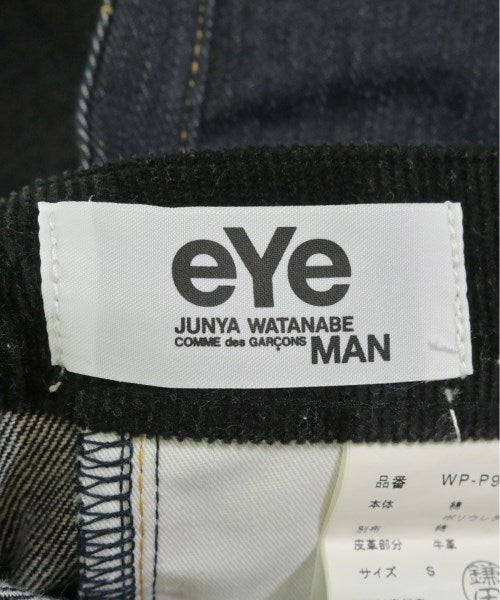 eYe
JUNYA WATANABE
COMME des GARÇONS MAN
品番 WP-P9
本体 綿
ポリウレ
別布 綿
皮革部分 牛革
サイズ S